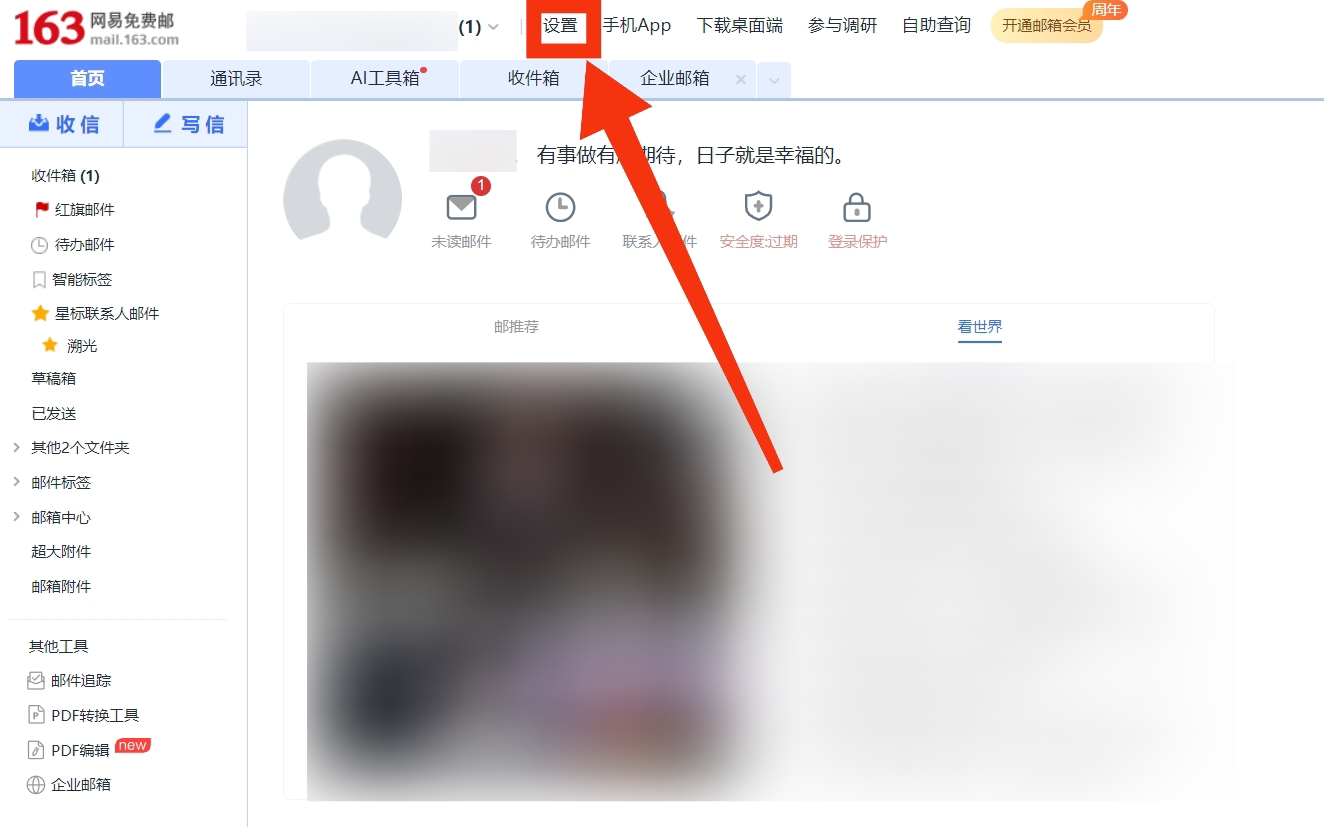 163 网易免费邮
mail.163.com
(1)
设置
手机App
下载桌面端
参与调研
自助查询
开通邮箱会员
周年
首页
通讯录
AI工具箱
收件箱
企业邮箱
收信
写信
收件箱 (1)
红旗邮件
待办邮件
智能标签
星标联系人邮件
溯光
草稿箱
已发送
其他2个文件夹
邮件标签
邮箱中心
超大附件
邮箱附件
其他工具
邮件追踪
PDF转换工具
PDF编辑 new
企业邮箱
有事做有 期待，日子就是幸福的。
1
未读邮件
待办邮件
联系人 件
安全度:过期
登录保护
邮推荐
看世界